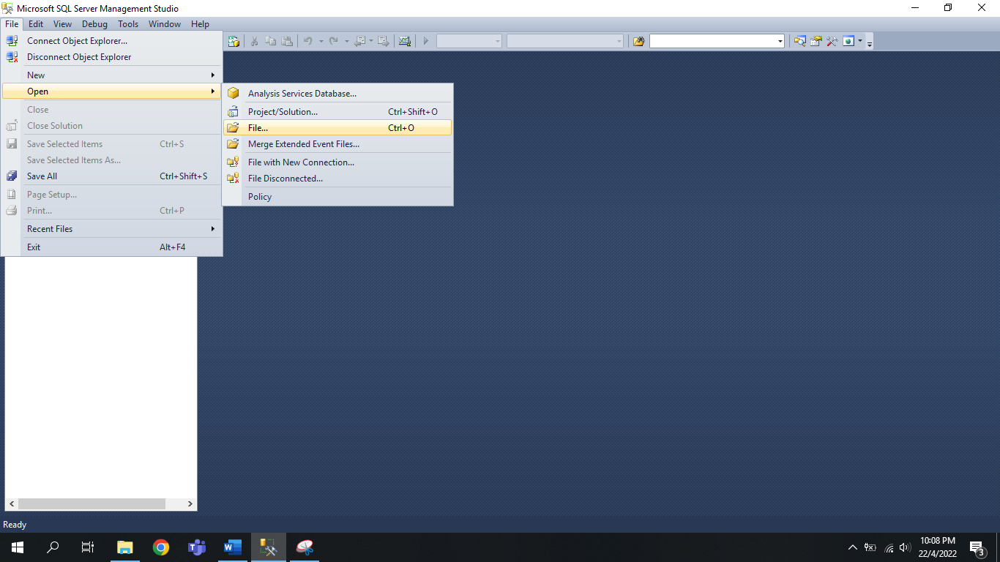 Microsoft SQL Server Management Studio
File Edit View Debug Tools Window Help
Connect Object Explorer...
Disconnect Object Explorer
New
Open
Close
Close Solution
Save Selected Items Ctrl+S
Save Selected Items As...
Save All Ctrl+Shift+S
Page Setup...
Print... Ctrl+P
Recent Files
Exit Alt+F4
Analysis Services Database...
Project/Solution... Ctrl+Shift+O
File... Ctrl+O
Merge Extended Event Files...
File with New Connection...
File Disconnected...
Policy
Ready
10:08 PM
22/4/2022
3